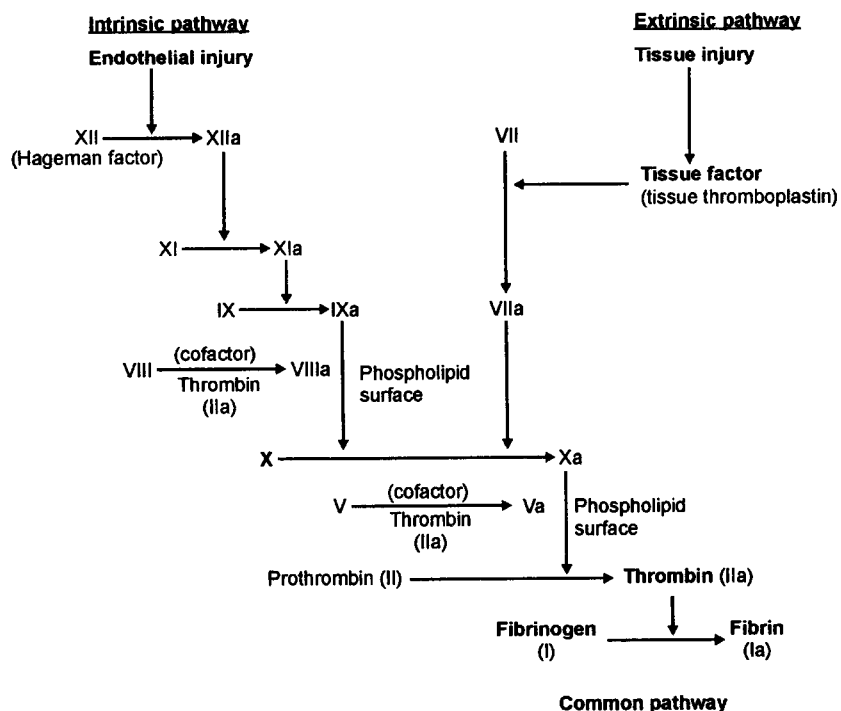 Intrinsic pathway
Endothelial injury
Extrinsic pathway
Tissue injury
XII
XIIa
(Hageman factor)
VII
Tissue factor
(tissue thromboplastin)
XI
XIa
IX
IXa
VIIa
VIII
(cofactor)
VIIIa
Thrombin
(IIa)
Phospholipid
surface
X
Xa
V
(cofactor)
Va
Thrombin
(IIa)
Phospholipid
surface
Prothrombin (II)
Thrombin (IIa)
Fibrinogen
(I)
Fibrin
(Ia)
Common pathway